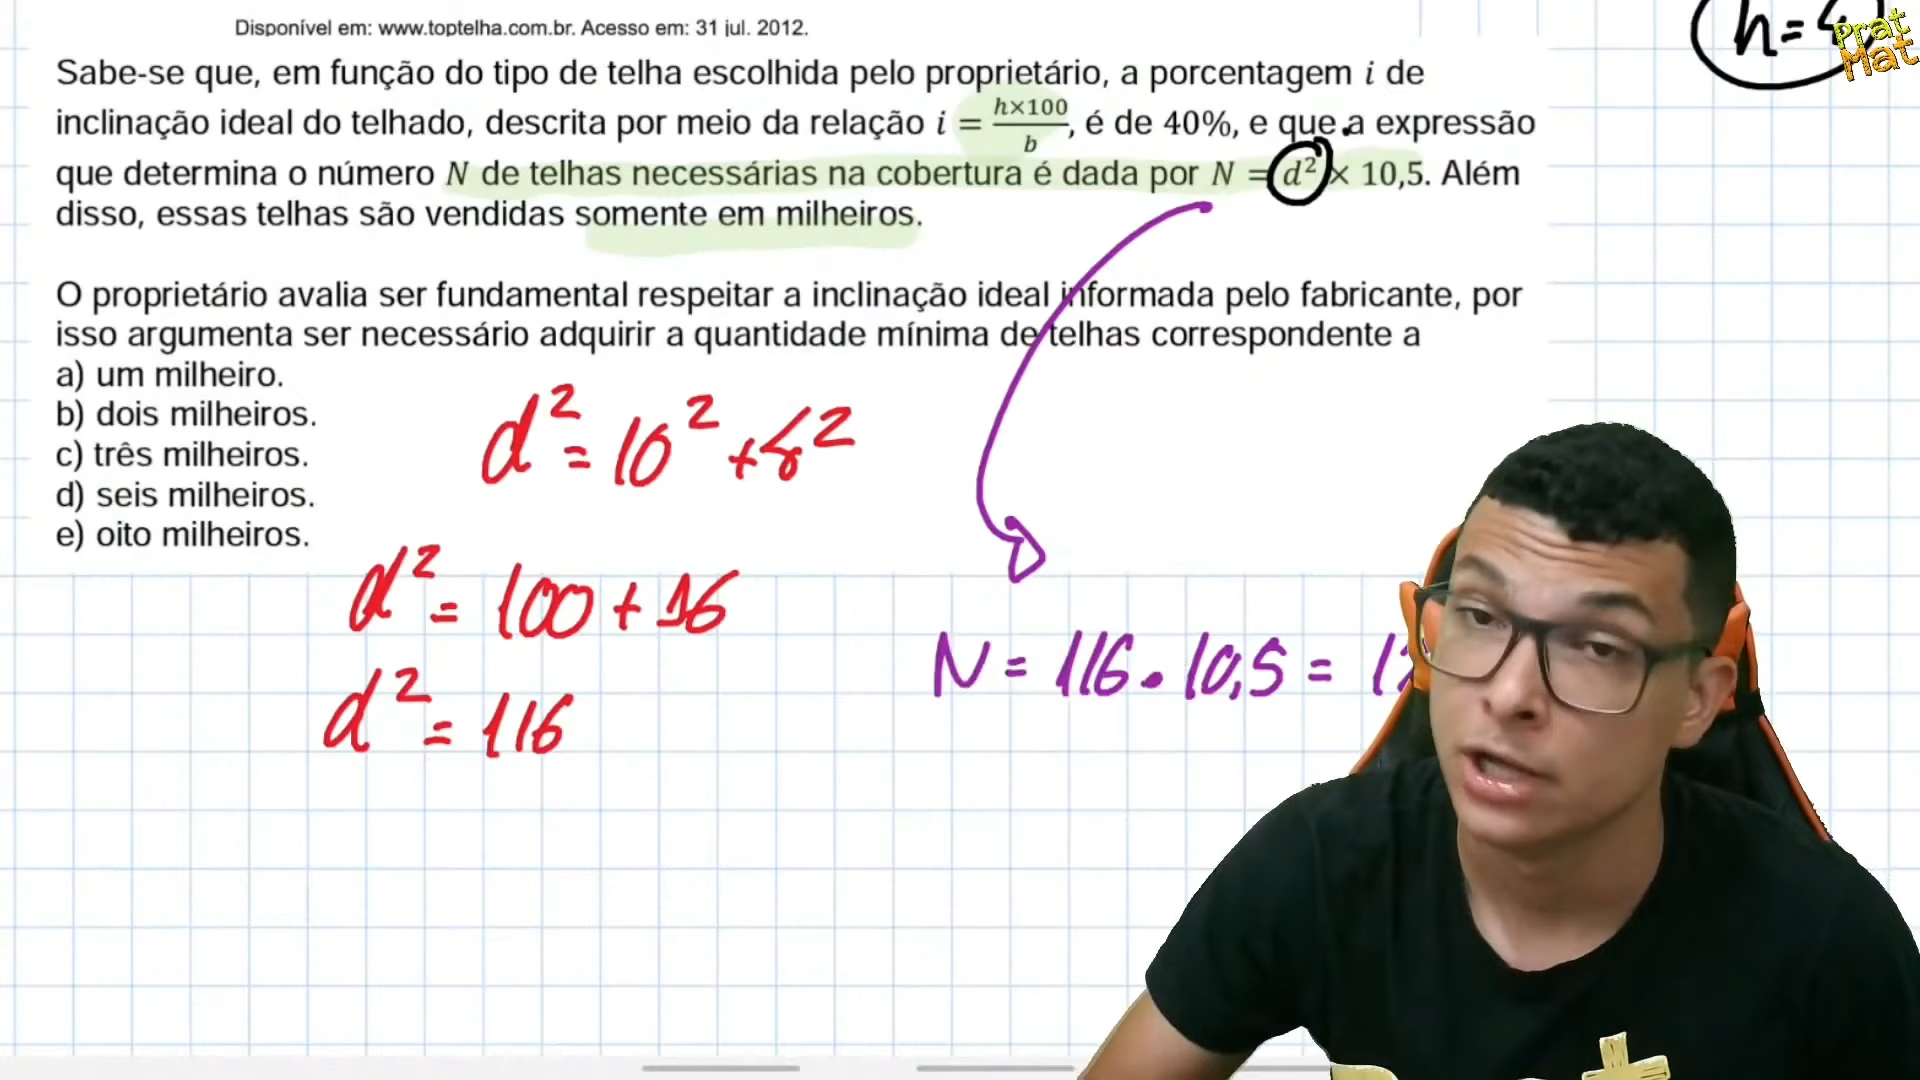 h=4
Prat
Mat
Disponível em: www.toptelha.com.br. Acesso em: 31 jul. 2012.
Sabe-se que, em função do tipo de telha escolhida pelo proprietário, a porcentagem i de
inclinação ideal do telhado, descrita por meio da relação i = h×100/b, é de 40%, e que a expressão
que determina o número N de telhas necessárias na cobertura é dada por N = d² × 10,5. Além
disso, essas telhas são vendidas somente em milheiros.
O proprietário avalia ser fundamental respeitar a inclinação ideal informada pelo fabricante, por
isso argumenta ser necessário adquirir a quantidade mínima de telhas correspondente a
a) um milheiro.
b) dois milheiros.
c) três milheiros.
d) seis milheiros.
e) oito milheiros.
d² = 10² + 4²
d² = 100 + 16
d² = 116
N = 116 . 10,5 = 1